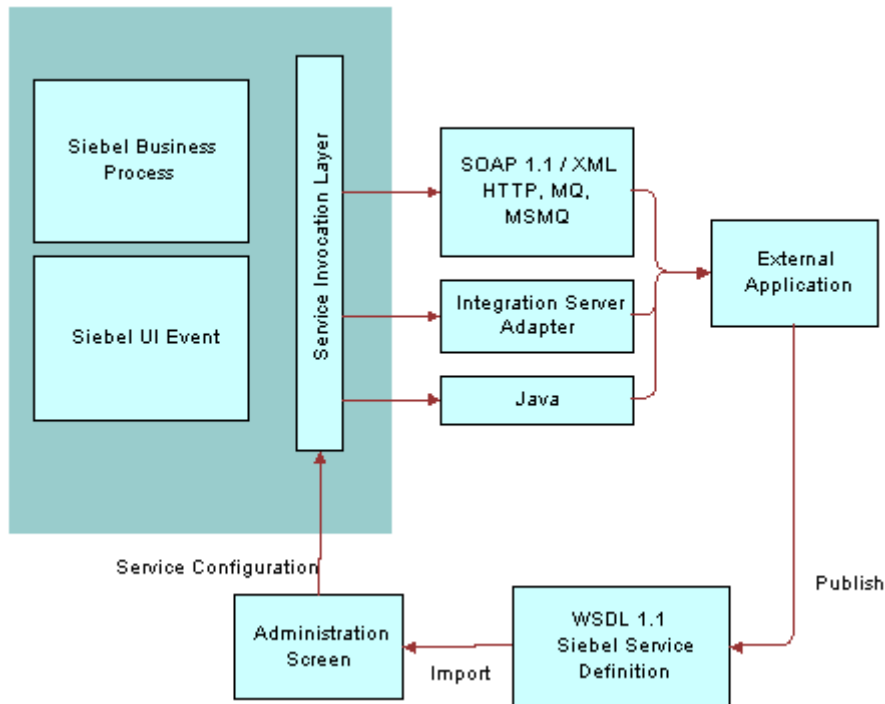 Siebel Business
Process
Siebel UI Event
Service Invocation Layer
SOAP 1.1 / XML
HTTP, MQ,
MSMQ
Integration Server
Adapter
Java
External
Application
Service Configuration
Publish
Administration
Screen
Import
WSDL 1.1
Siebel Service
Definition